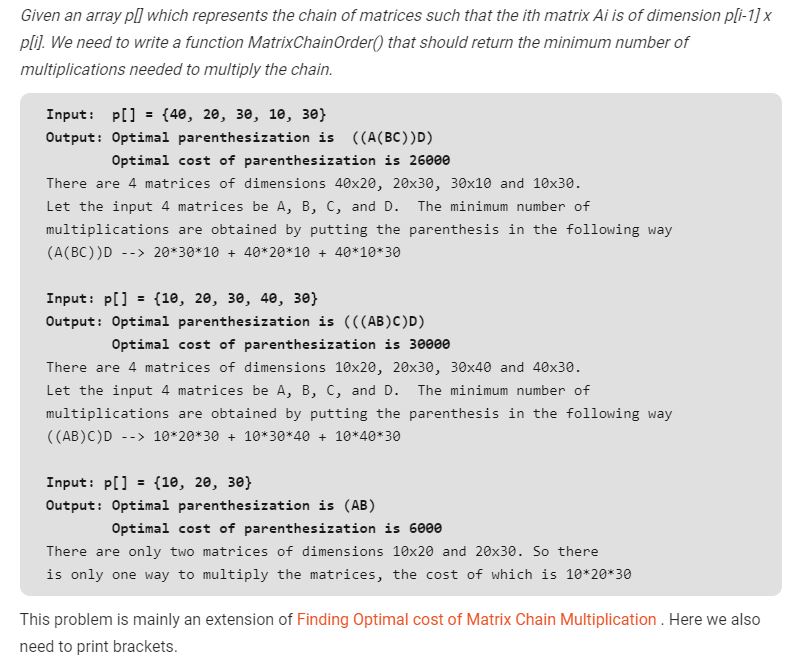 Given an array p[] which represents the chain of matrices such that the ith matrix Ai is of dimension p[i-1] x
p[i]. We need to write a function MatrixChainOrder() that should return the minimum number of
multiplications needed to multiply the chain.
Input:  p[] = {40, 20, 30, 10, 30}
Output: Optimal parenthesization is  ((A(BC))D)
        Optimal cost of parenthesization is 26000
There are 4 matrices of dimensions 40x20, 20x30, 30x10 and 10x30.
Let the input 4 matrices be A, B, C, and D.  The minimum number of
multiplications are obtained by putting the parenthesis in the following way
(A(BC))D --> 20*30*10 + 40*20*10 + 40*10*30
Input: p[] = {10, 20, 30, 40, 30}
Output: Optimal parenthesization is (((AB)C)D)
        Optimal cost of parenthesization is 30000
There are 4 matrices of dimensions 10x20, 20x30, 30x40 and 40x30.
Let the input 4 matrices be A, B, C, and D.  The minimum number of
multiplications are obtained by putting the parenthesis in the following way
((AB)C)D --> 10*20*30 + 10*30*40 + 10*40*30
Input: p[] = {10, 20, 30}
Output: Optimal parenthesization is (AB)
        Optimal cost of parenthesization is 6000
There are only two matrices of dimensions 10x20 and 20x30. So there
is only one way to multiply the matrices, the cost of which is 10*20*30
This problem is mainly an extension of Finding Optimal cost of Matrix Chain Multiplication . Here we also
need to print brackets.